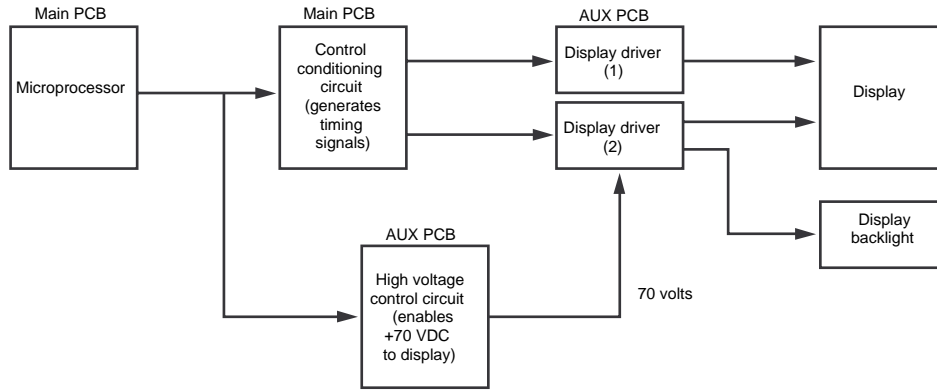 Main PCB
Microprocessor
Main PCB
Control
conditioning
circuit
(generates
timing
signals)
AUX PCB
Display driver
(1)
Display driver
(2)
Display
Display
backlight
AUX PCB
High voltage
control circuit
(enables
+70 VDC
to display)
70 volts